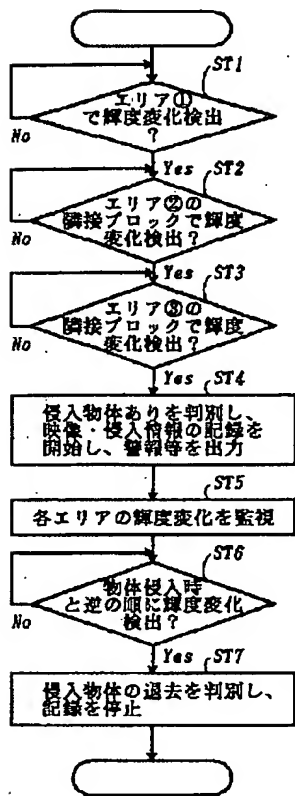 ST1
エリア①
で輝度変化検出
?
No
Yes
ST2
エリア②の
隣接ブロックで輝度
変化検出?
No
Yes
ST3
エリア③の
隣接ブロックで輝度
変化検出?
No
Yes
ST4
侵入物体ありを判別し、
映像・侵入情報の記録を
開始し、警報等を出力
ST5
各エリアの輝度変化を監視
ST6
物体侵入時
と逆の順に輝度変化
検出?
No
Yes
ST7
侵入物体の退去を判別し、
記録を停止